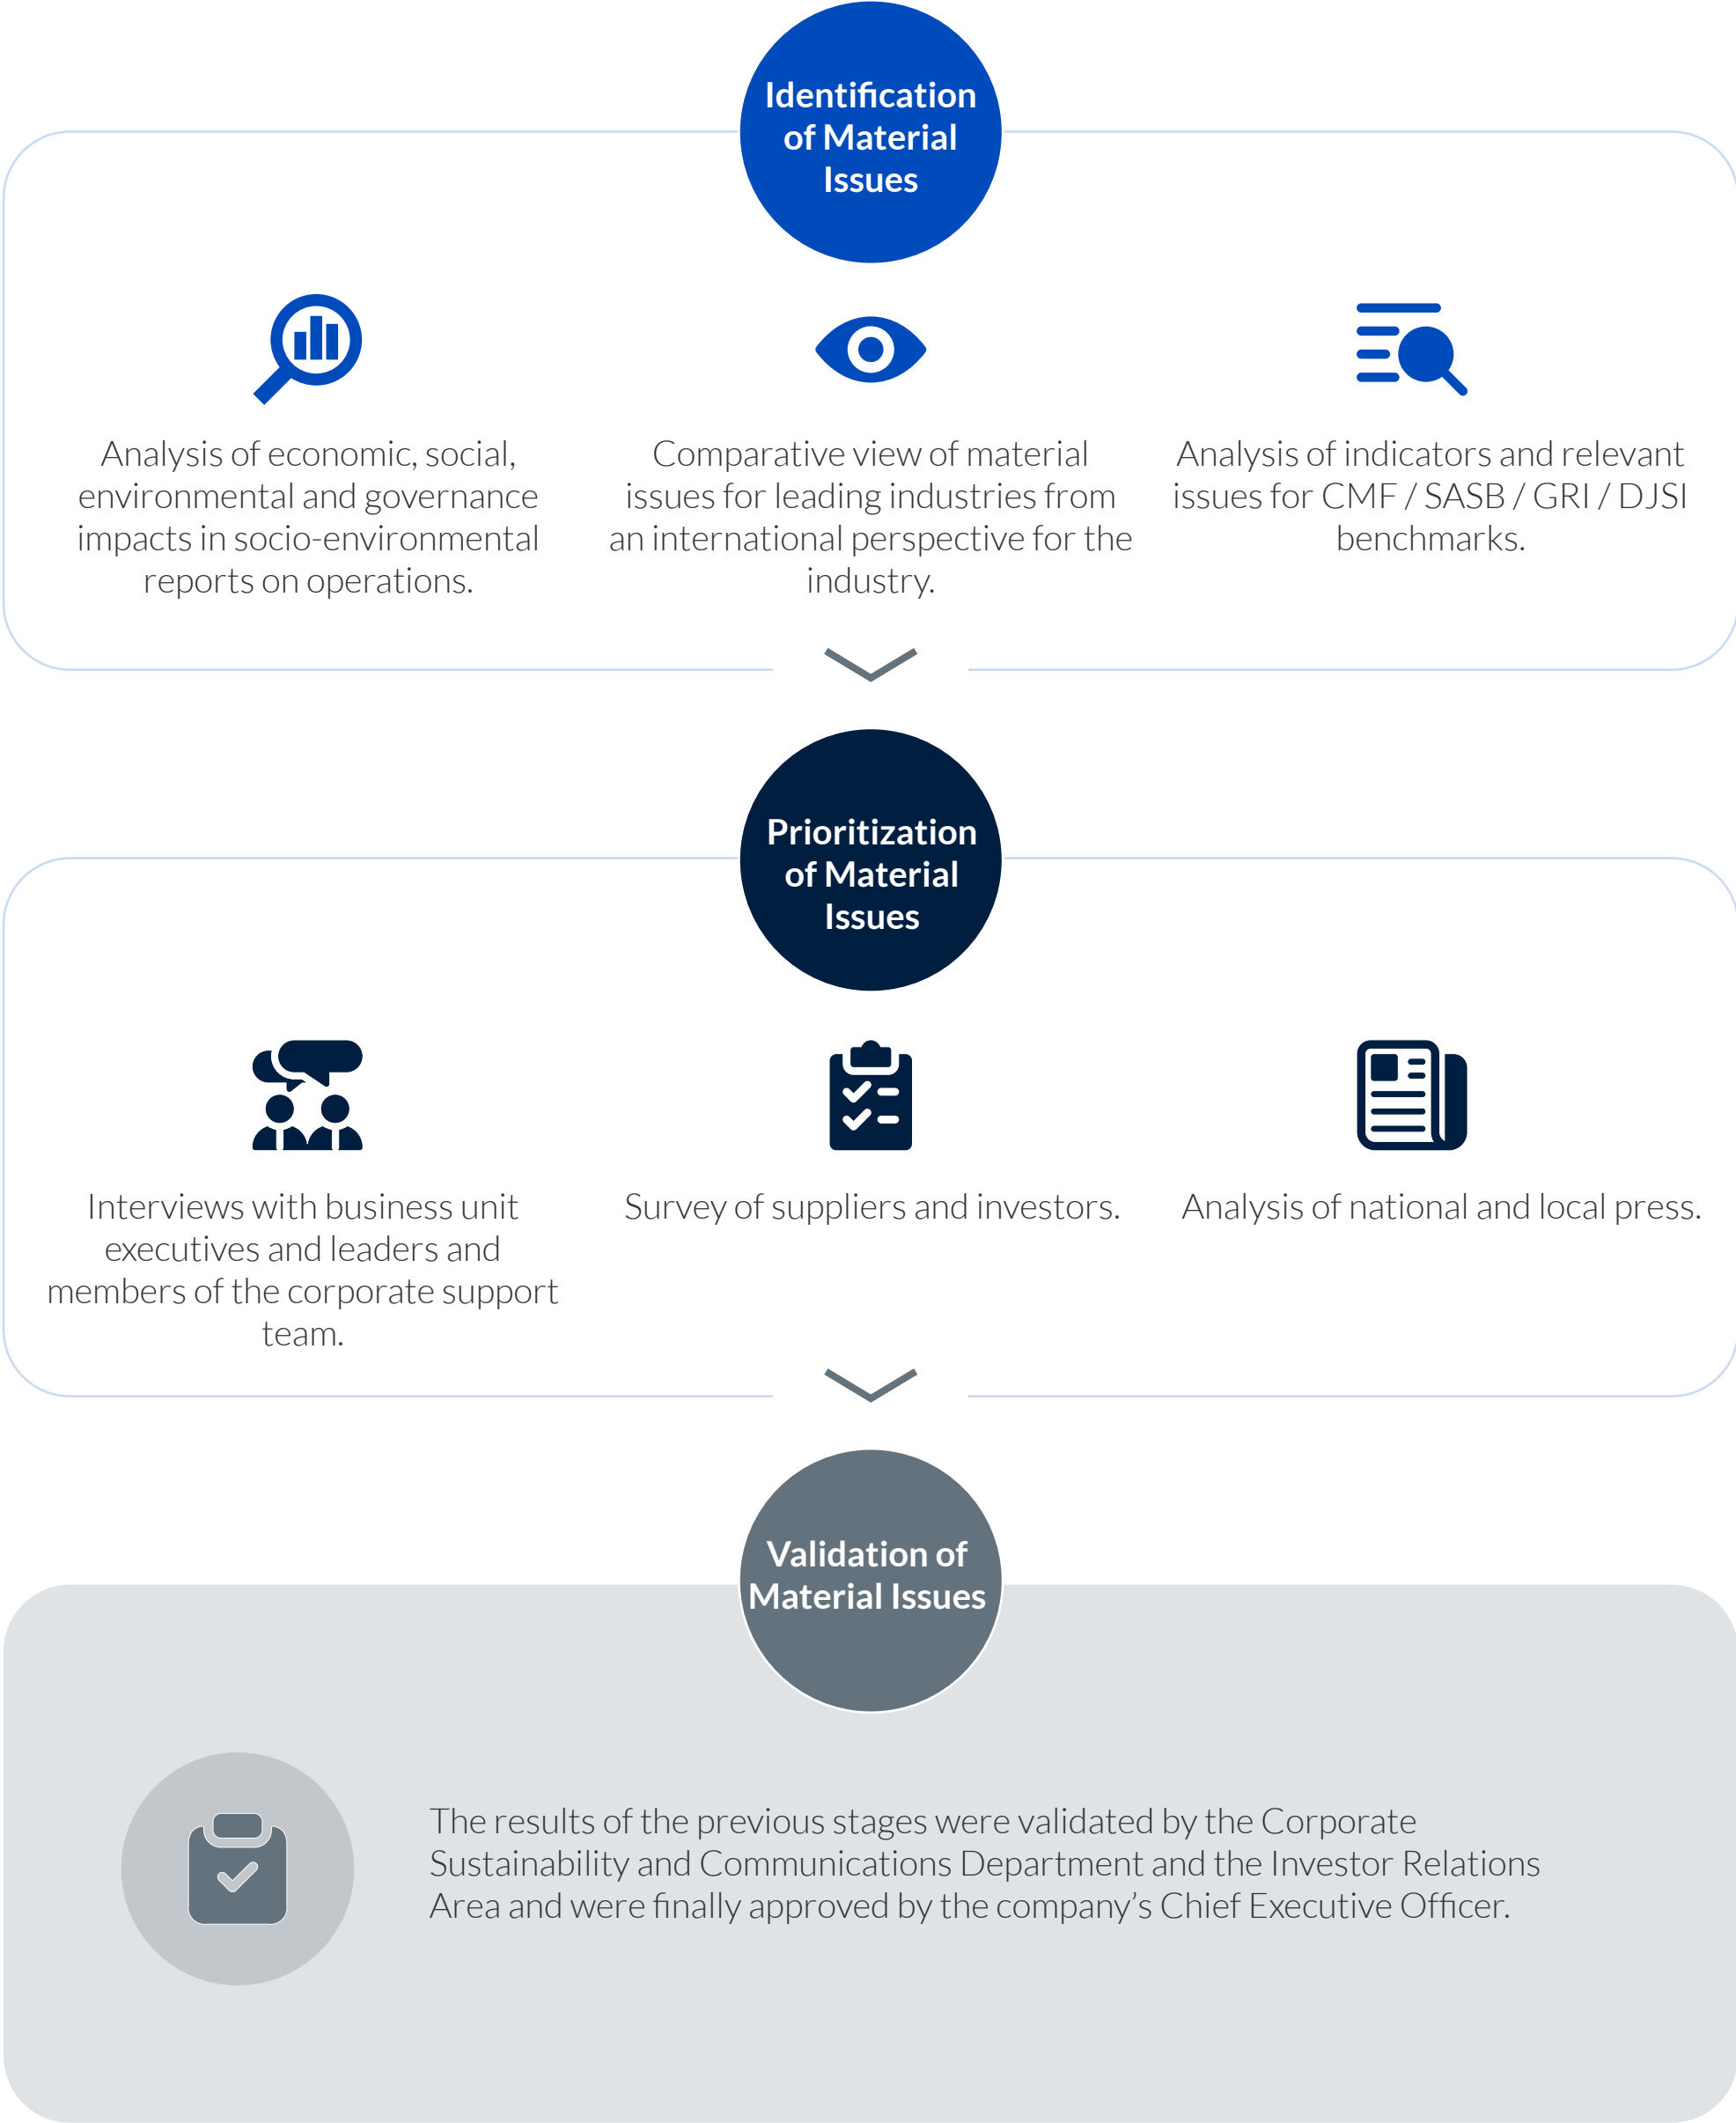 Identification
of Material
Issues
Analysis of economic, social,
environmental and governance
impacts in socio-environmental
reports on operations.
Comparative view of material
issues for leading industries from
an international perspective for the
industry.
Analysis of indicators and relevant
issues for CMF / SASB / GRI / DJSI
benchmarks.
Prioritization
of Material
Issues
Interviews with business unit
executives and leaders and
members of the corporate support
team.
Survey of suppliers and investors.
Analysis of national and local press.
Validation of
Material Issues
The results of the previous stages were validated by the Corporate
Sustainability and Communications Department and the Investor Relations
Area and were finally approved by the company’s Chief Executive Officer.